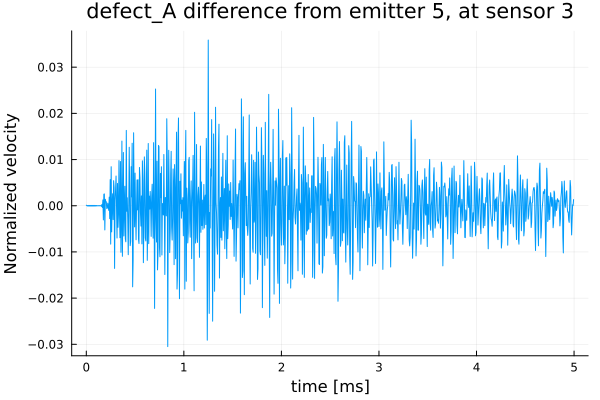 defect_A difference from emitter 5, at sensor 3
Normalized velocity
0.03
0.02
0.01
0.00
−0.01
−0.02
−0.03
0 1 2 3 4 5
time [ms]